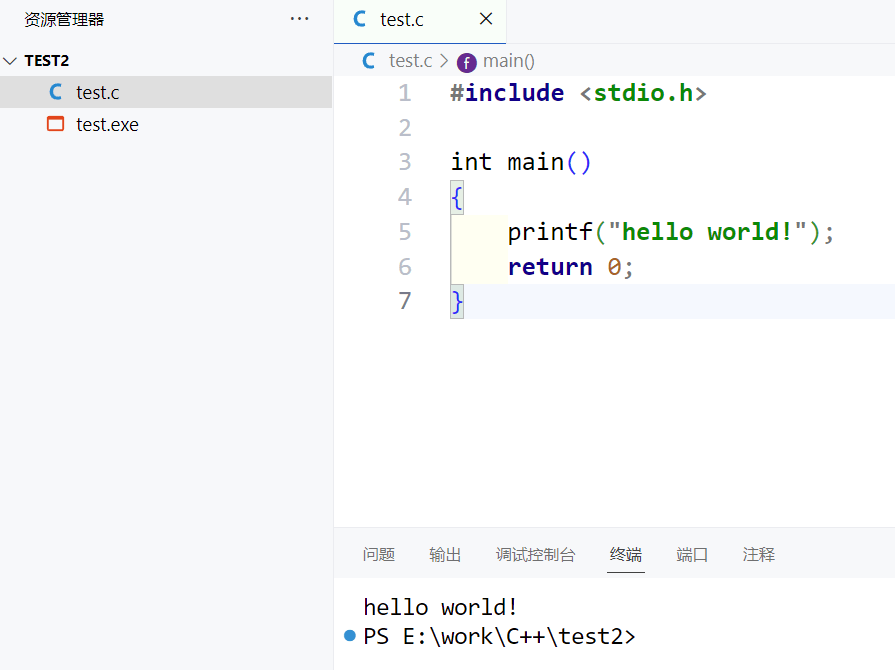 资源管理器 ···
TEST2
C test.c
test.exe
C test.c ×
C test.c > f main()
1 #include <stdio.h>
2
3 int main()
4 {
5     printf("hello world!");
6     return 0;
7 }
问题 输出 调试控制台 终端 端口 注释
hello world!
PS E:\work\C++\test2>